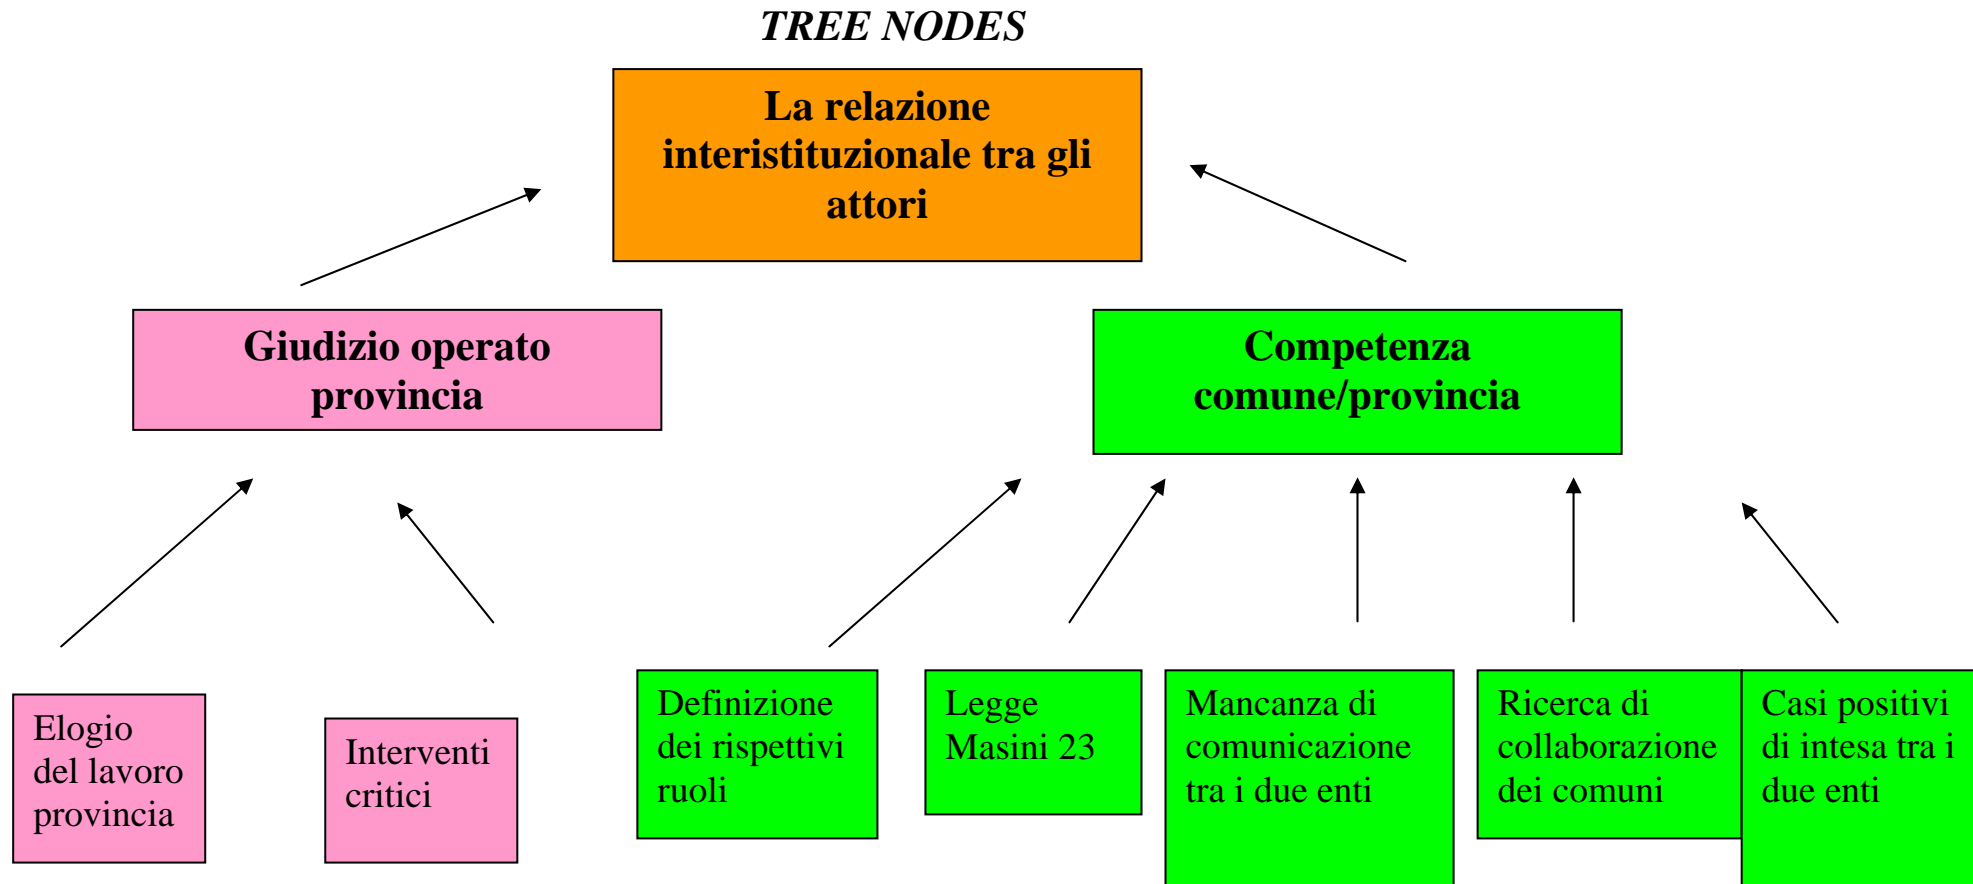 TREE NODES
La relazione
interistituzionale tra gli
attori
Giudizio operato
provincia
Competenza
comune/provincia
Elogio
del lavoro
provincia
Interventi
critici
Definizione
dei rispettivi
ruoli
Legge
Masini 23
Mancanza di
comunicazione
tra i due enti
Ricerca di
collaborazione
dei comuni
Casi positivi
di intesa tra i
due enti